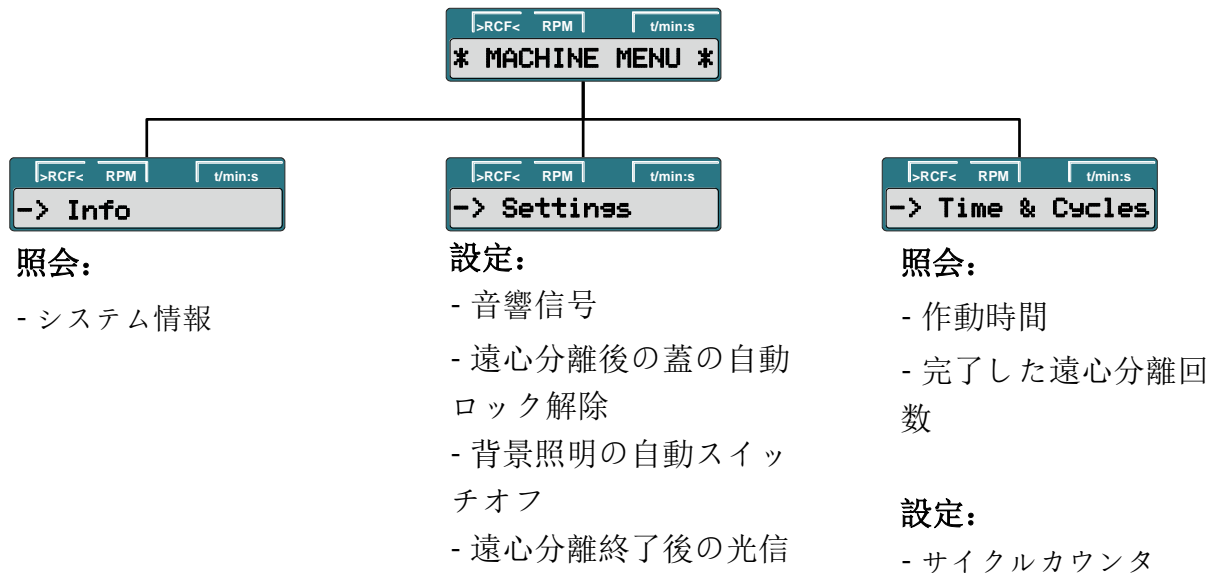 >RCF< RPM t/min:s
* MACHINE MENU *
>RCF< RPM t/min:s
-> Info
照会：
- システム情報
>RCF< RPM t/min:s
-> Settings
設定：
- 音響信号
- 遠心分離後の蓋の自動
ロック解除
- 背景照明の自動スイッ
チオフ
- 遠心分離終了後の光信
>RCF< RPM t/min:s
-> Time & Cycles
照会：
- 作動時間
- 完了した遠心分離回
数
設定：
- サイクルカウンタ